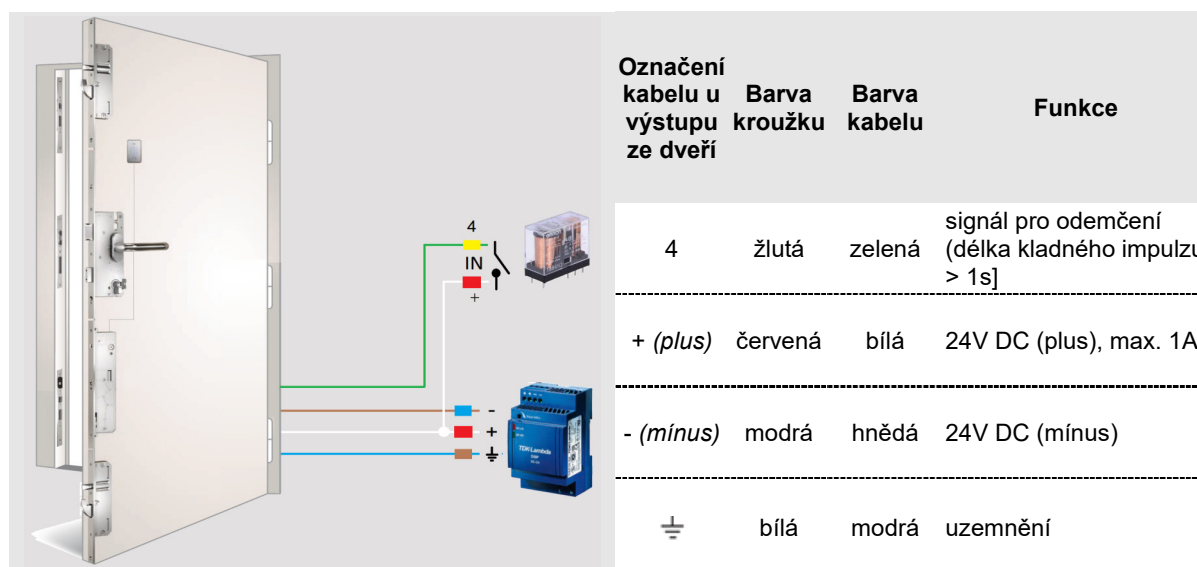 4
IN
+
-
+
TDK·Lambda
Označení
kabelu u
výstupu
ze dveří
Barva
kroužku
Barva
kabelu
Funkce
4
žlutá
zelená
signál pro odemčení
(délka kladného impulzu
> 1s]
+ (plus)
červená
bílá
24V DC (plus), max. 1A
- (mínus)
modrá
hnědá
24V DC (mínus)
bílá
modrá
uzemnění